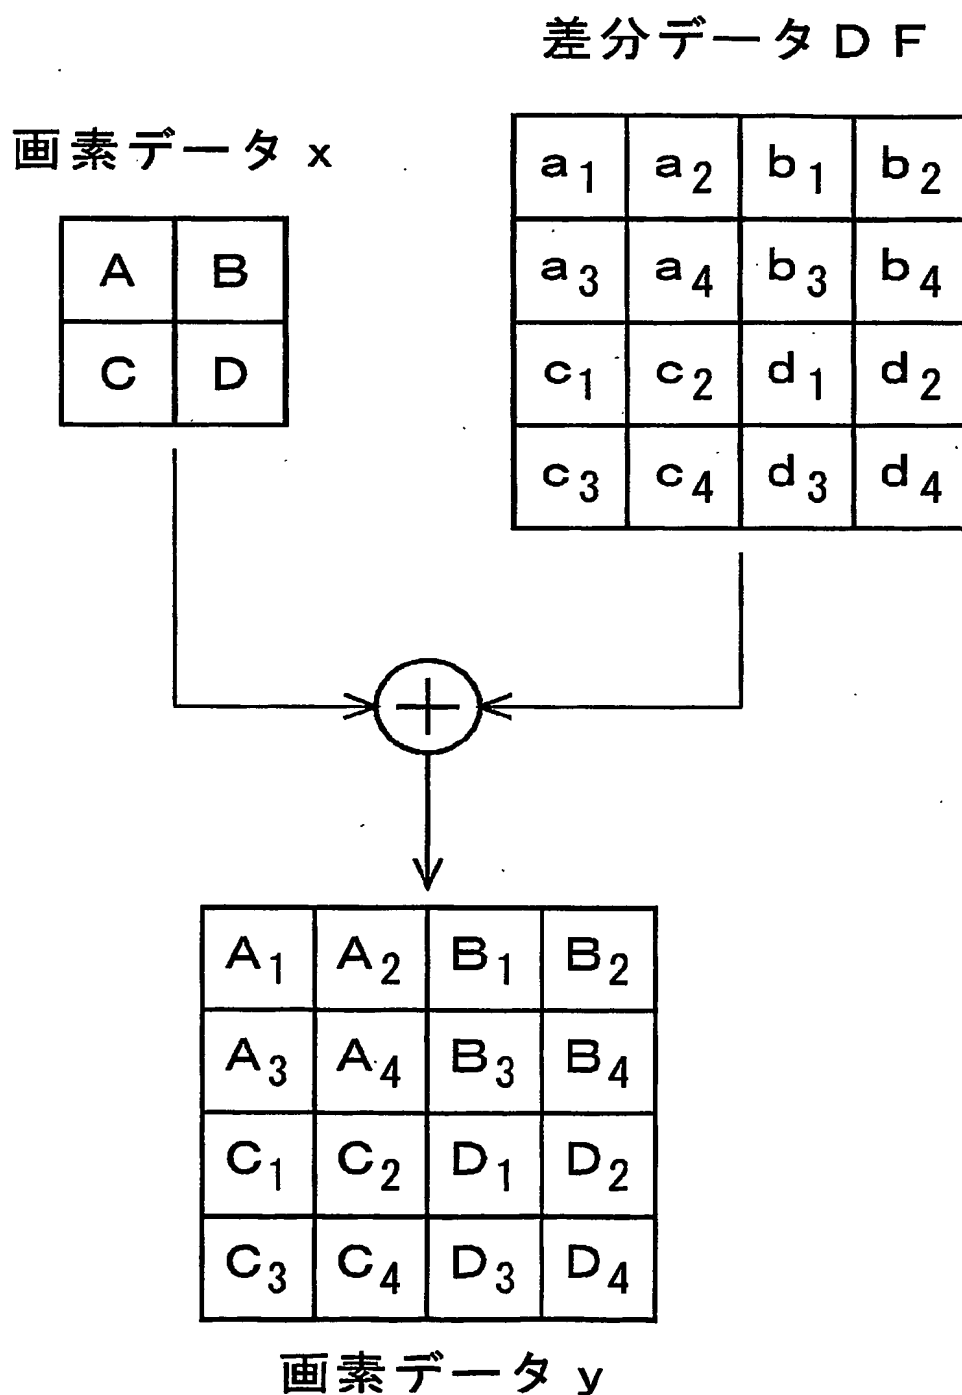 差分データDF
画素データx
a1 a2 b1 b2
a3 a4 b3 b4
c1 c2 d1 d2
c3 c4 d3 d4
A B
C D
+
A1 A2 B1 B2
A3 A4 B3 B4
C1 C2 D1 D2
C3 C4 D3 D4
画素データy